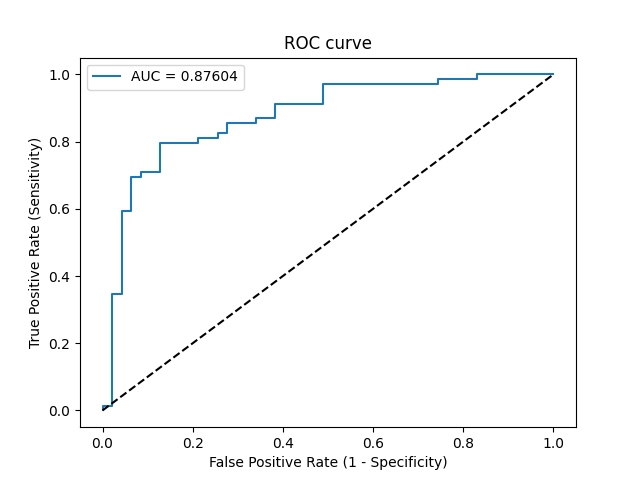 ROC curve
AUC = 0.87604
1.0
0.8
0.6
0.4
0.2
0.0
True Positive Rate (Sensitivity)
0.0 0.2 0.4 0.6 0.8 1.0
False Positive Rate (1 - Specificity)